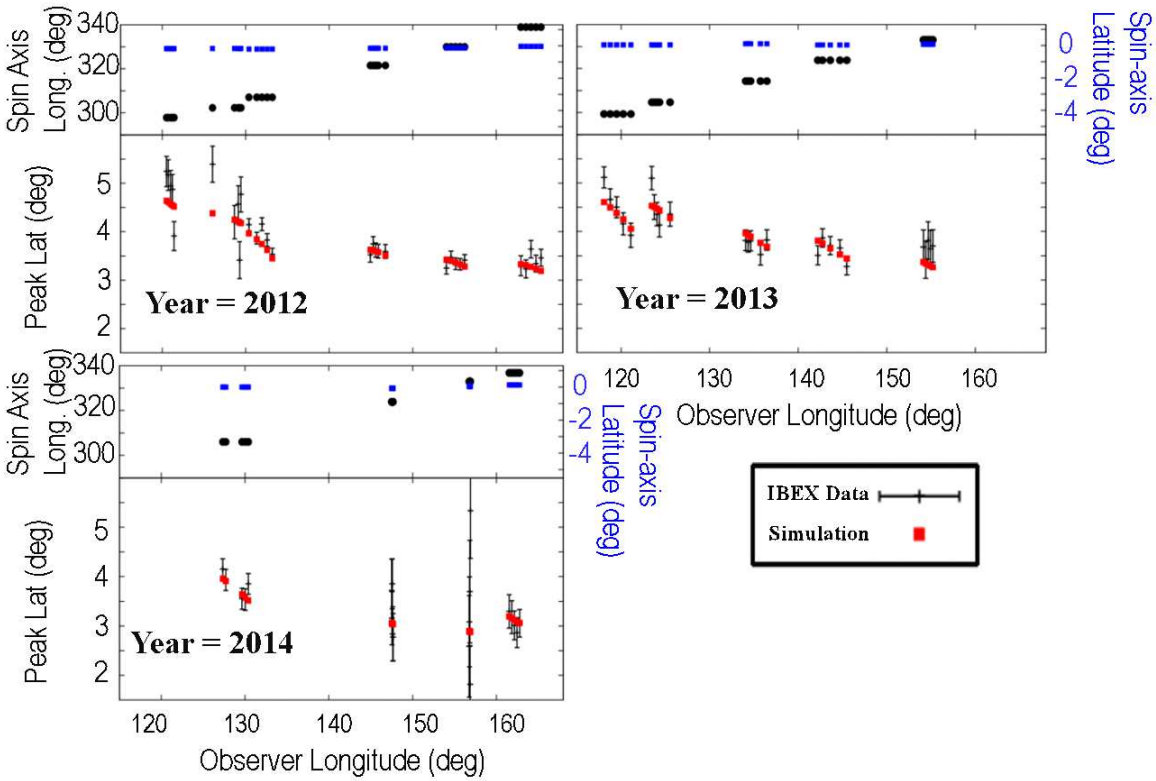 340
320
300
Spin Axis
Long. (deg)
0
-2
-4
Spin-axis
Latitude (deg)
5
4
3
2
Peak Lat (deg)
Year = 2012
Year = 2013
120 130 140 150 160
Observer Longitude (deg)
340
320
300
Spin Axis
Long. (deg)
0
-2
-4
Spin-axis
Latitude
(deg)
5
4
3
2
Peak Lat (deg)
Year = 2014
120 130 140 150 160
Observer Longitude (deg)
IBEX Data
Simulation